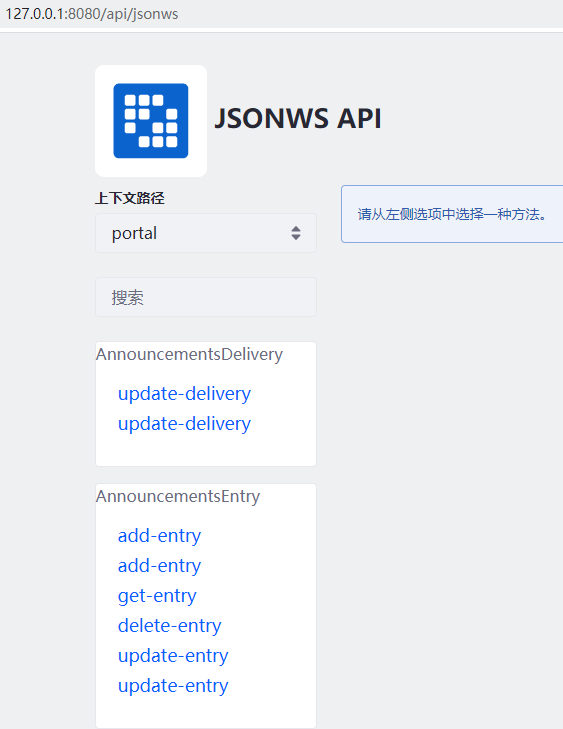 127.0.0.1:8080/api/jsonws
JSONWS API
上下文路径
portal
请从左侧选项中选择一种方法。
搜索
AnnouncementsDelivery
update-delivery
update-delivery
AnnouncementsEntry
add-entry
add-entry
get-entry
delete-entry
update-entry
update-entry